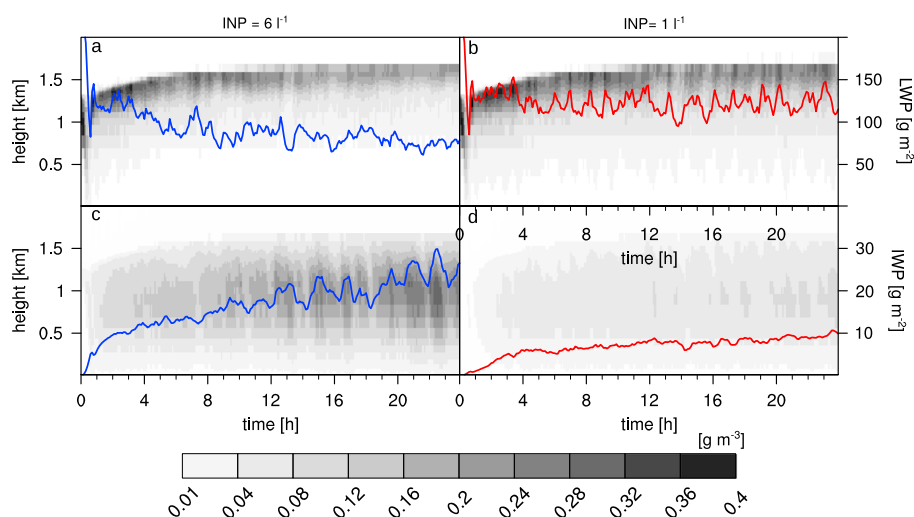 INP = 6 l⁻¹
INP= 1 l⁻¹
a
b
height [km]
1.5
1
0.5
150
100
50
LWP [g m⁻²]
c
d
0 4 8 12 16 20
time [h]
height [km]
1.5
1
0.5
30
20
10
IWP [g m⁻²]
0 4 8 12 16 20
0 4 8 12 16 20
time [h]
time [h]
[g m⁻³]
0.01 0.04 0.08 0.12 0.16 0.2 0.24 0.28 0.32 0.36 0.4